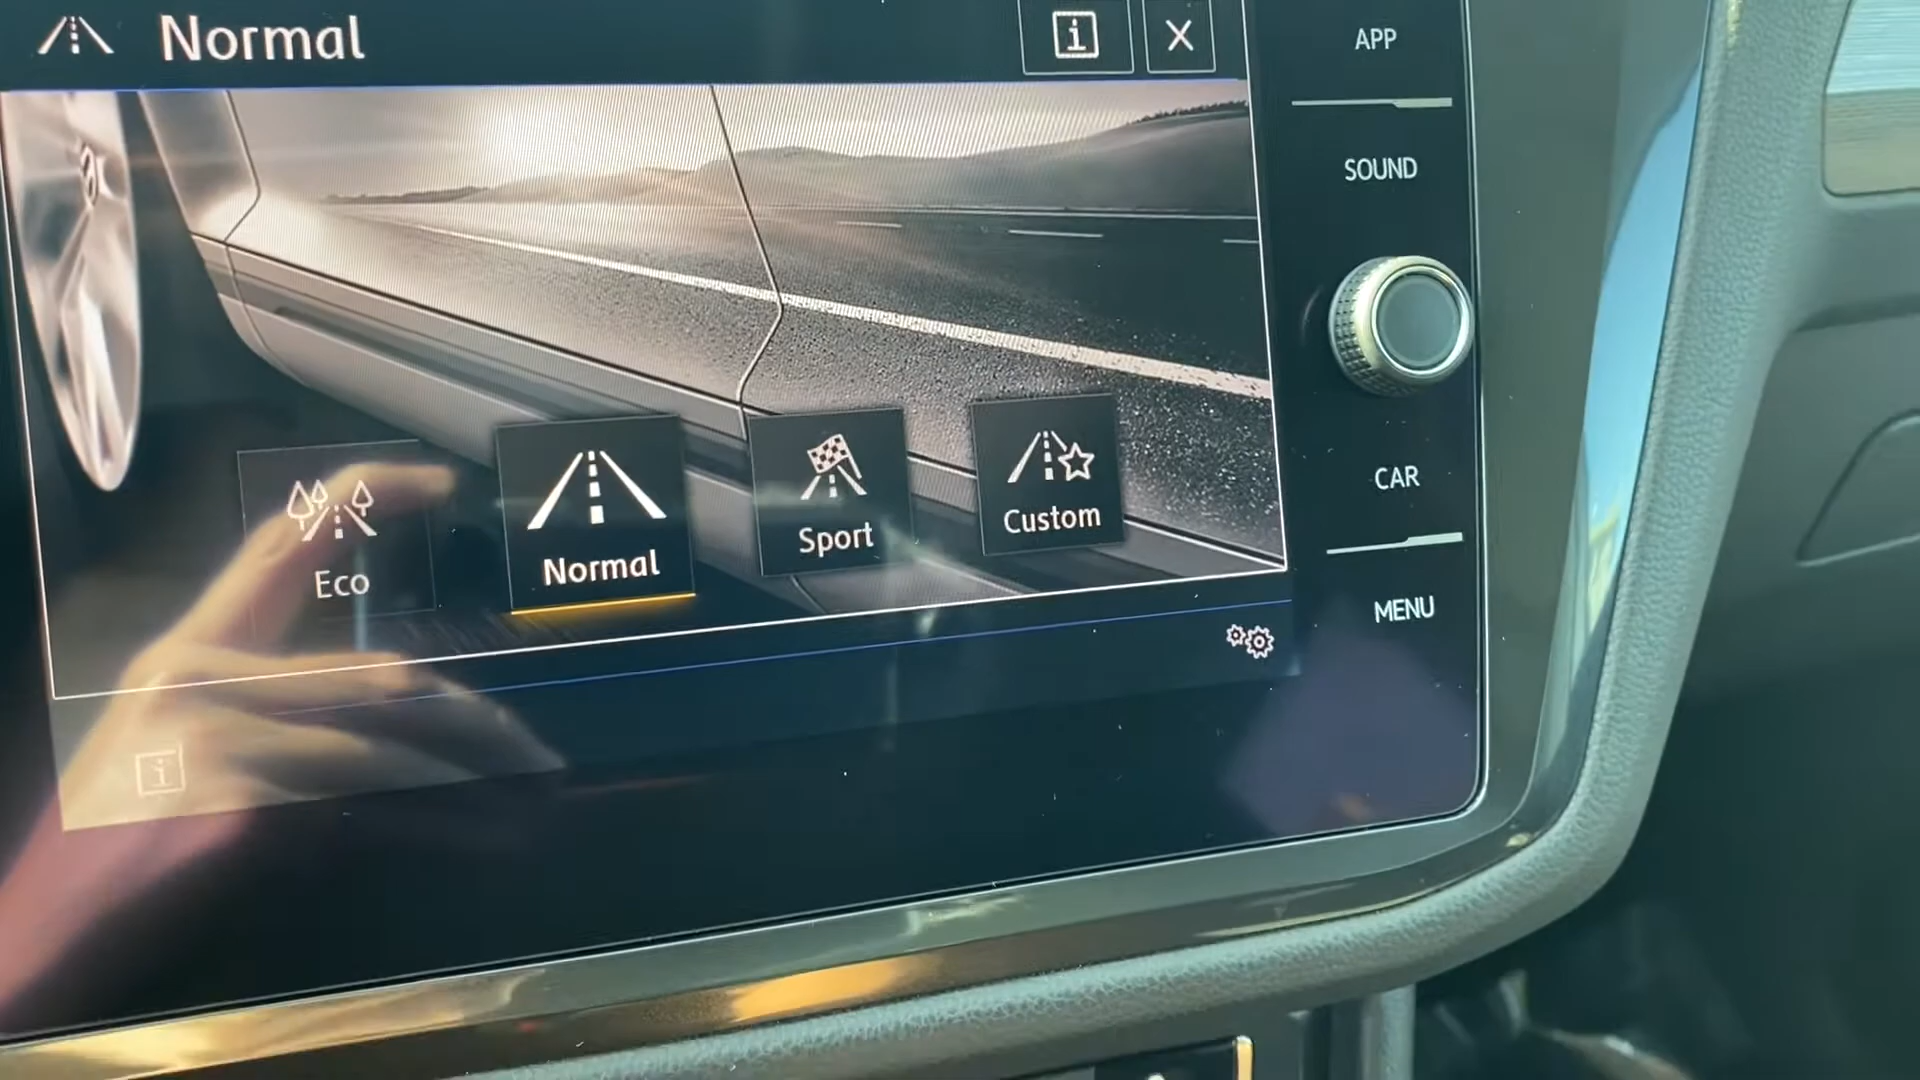 Normal
APP
SOUND
CAR
MENU
Eco
Normal
Sport
Custom